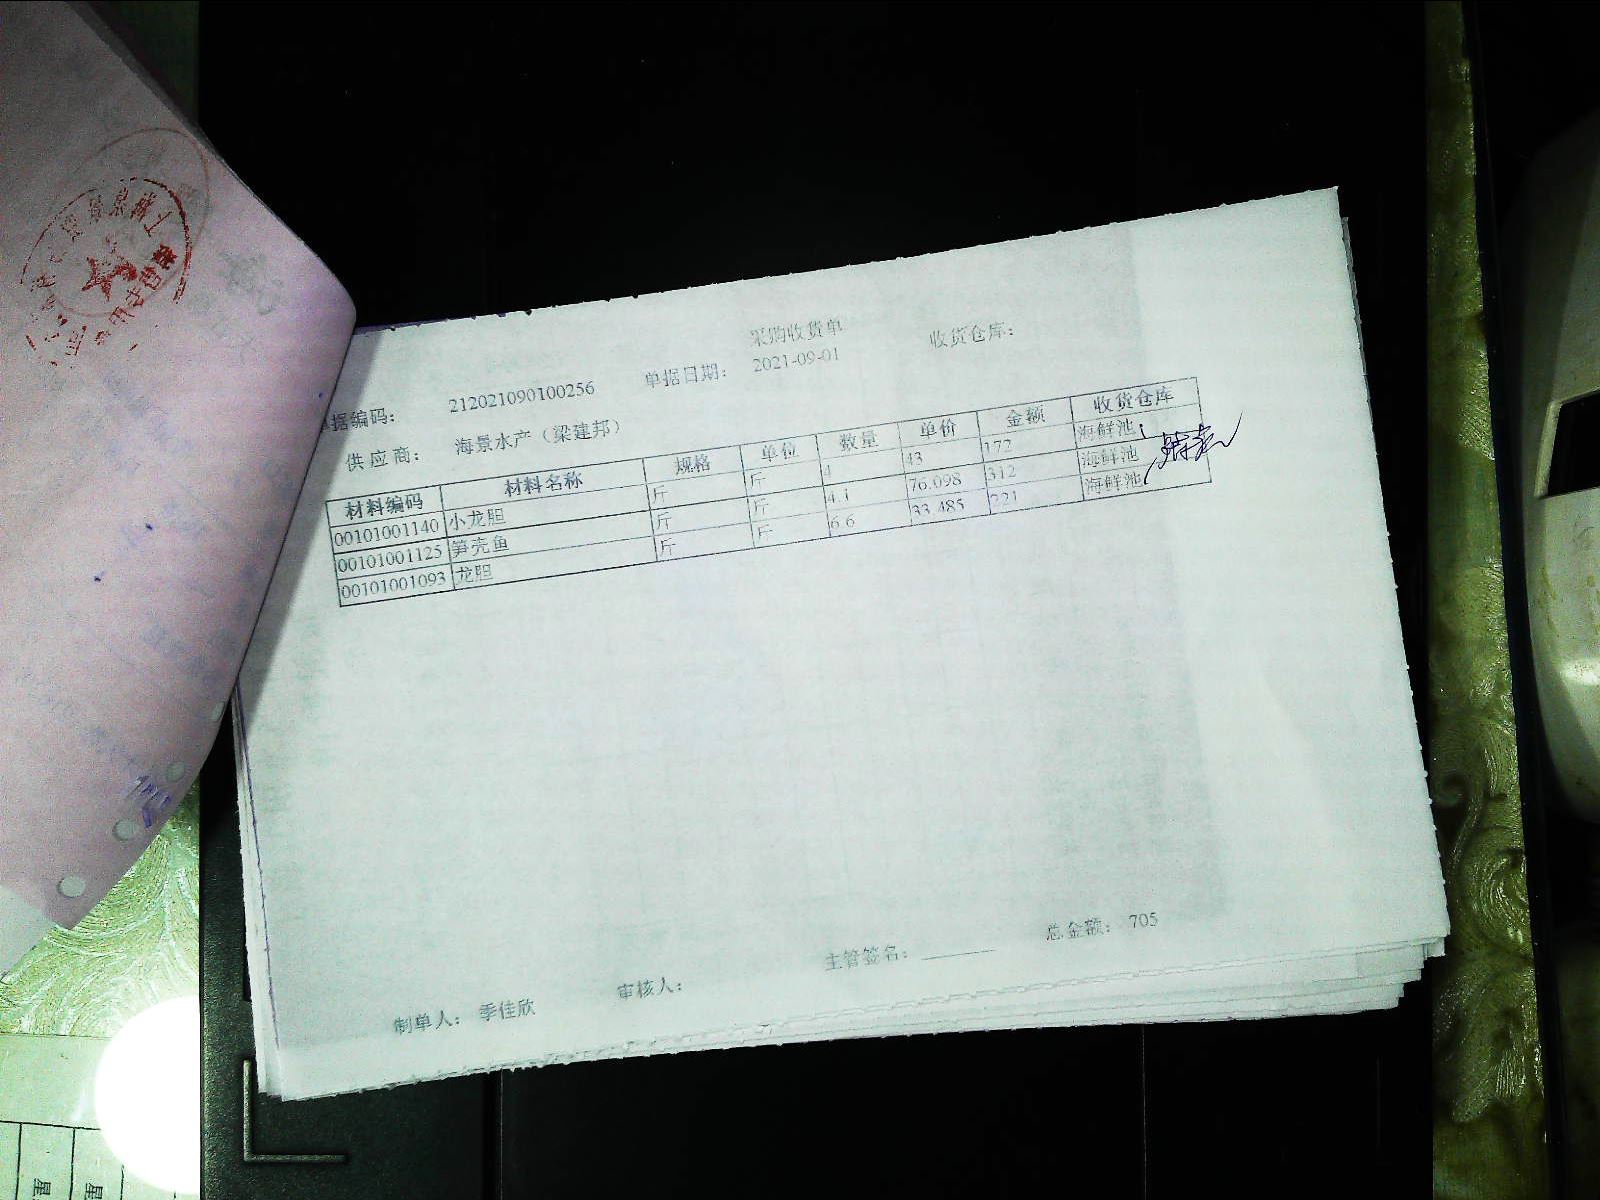 采购收货单
单据编码: 212021090100256 单据日期: 2021-09-01 收货仓库:
供应商: 海景水产（梁建邦）
材料编码 材料名称 规格 单位 数量 单价 金额 收货仓库
00101001140 小龙胆 斤 斤 4 43 172 海鲜池
00101001125 笋壳鱼 斤 斤 4.1 76.098 312 海鲜池
00101001093 龙胆 斤 斤 6.6 33.485 221 海鲜池
制单人: 季佳欣 审核人: 主管签名: 总金额: 705
星
星